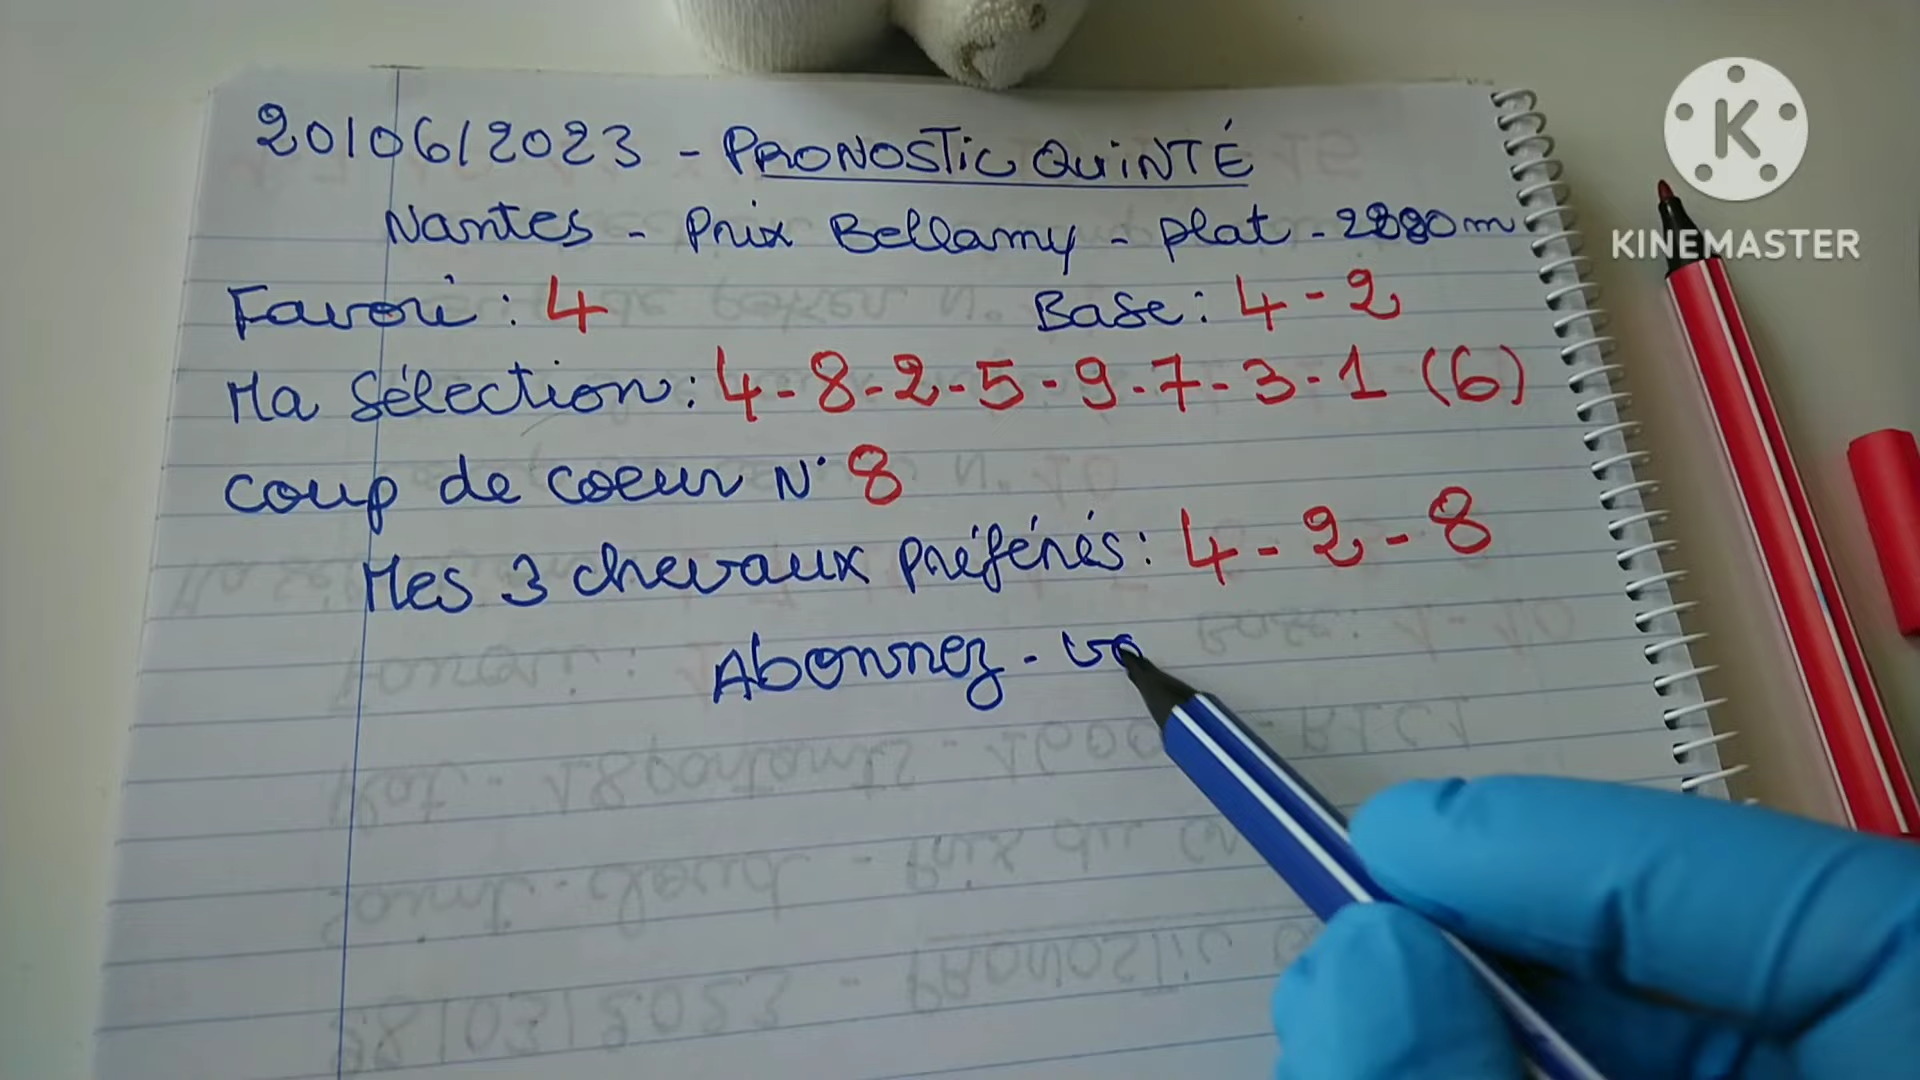 20/06/2023 - PRONOSTIC QUINTÉ
Nantes - Prix Bellamy - plat - m
Favori : 4 Base : 4 - 2
Ma Sélection : 4 - 8 - 2 - 5 - 9 - 7 - 3 - 1 (6)
coup de coeur N° 8
Mes 3 chevaux préférés : 4 - 2 - 8
Abonnez - vo
K
KINEMASTER